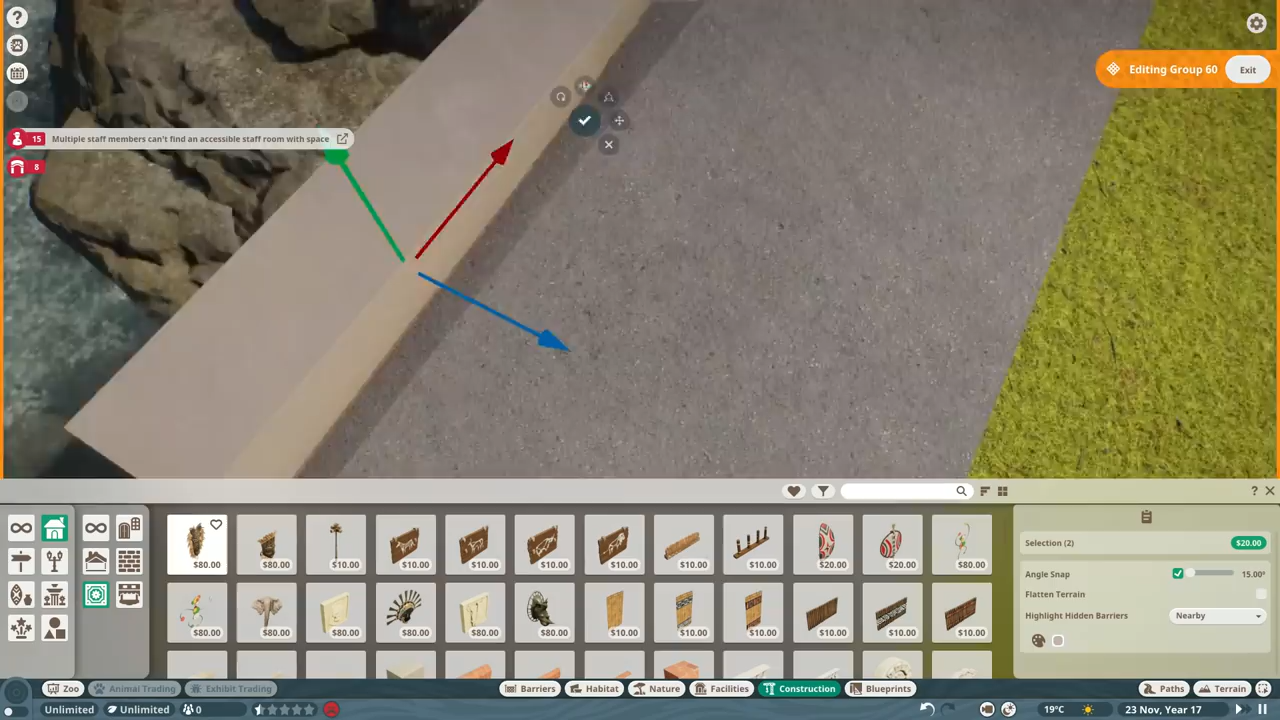 Editing Group 60
Exit
15
Multiple staff members can't find an accessible staff room with space
8
$80.00
$80.00
$10.00
$10.00
$10.00
$10.00
$10.00
$10.00
$10.00
$20.00
$20.00
$80.00
$80.00
$80.00
$80.00
$80.00
$80.00
$80.00
$10.00
$10.00
$10.00
$10.00
$10.00
$10.00
?
?
Selection (2)
$20.00
Angle Snap
15.00°
Flatten Terrain
Highlight Hidden Barriers
Nearby
Zoo
Animal Trading
Exhibit Trading
Barriers
Habitat
Nature
Facilities
Construction
Blueprints
Paths
Terrain
Unlimited
Unlimited
0
19°C
23 Nov, Year 17